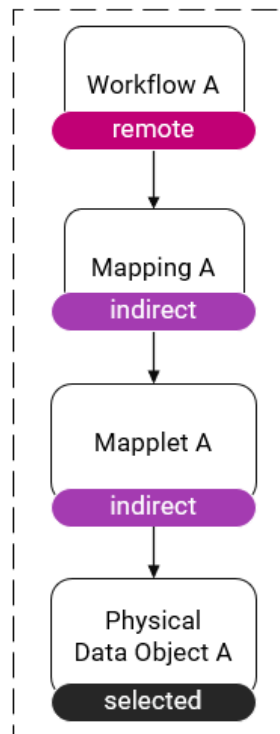 Workflow A
remote
Mapping A
indirect
Mapplet A
indirect
Physical
Data Object A
selected